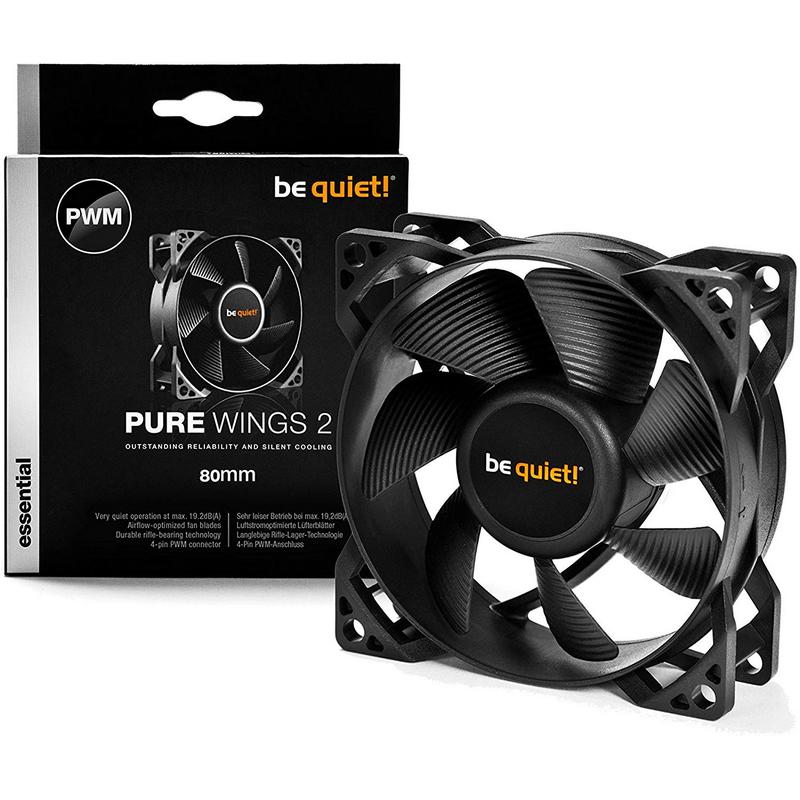 be quiet!®
PWM
be quiet!
PURE WINGS 2
OUTSTANDING RELIABILITY AND SILENT COOLING
80mm
essential
Very quiet operation at max. 19.2dB(A)
Airflow-optimized fan blades
Durable rifle-bearing technology
4-pin PWM connector
Sehr leiser Betrieb bei max. 19,2dB(A)
Luftstromoptimierte Lüfterblätter
Langlebige Rifle-Lager-Technologie
4-Pin PWM-Anschluss
be quiet!®